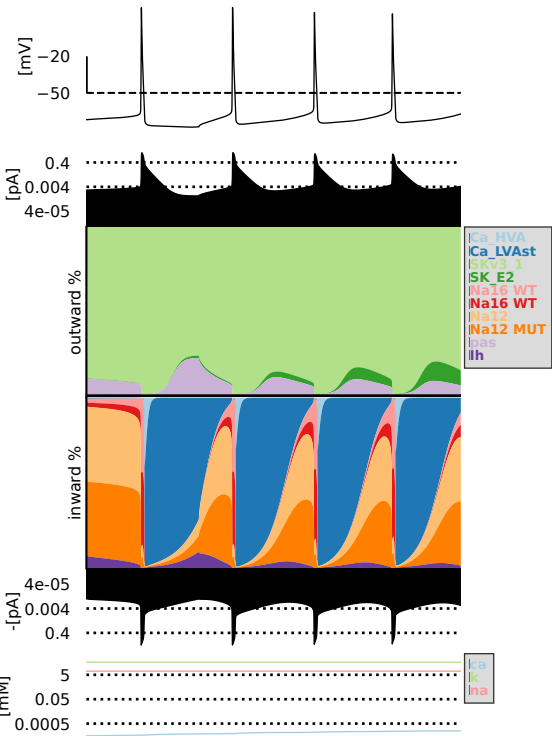 [mV]
−20
−50
[pA]
0.4
0.004
4e-05
outward %
Ca_HVA
Ca_LVAst
SKv3_1
SK_E2
Na16 WT
Na16 WT
Na12
Na12 MUT
pas
Ih
inward %
-[pA]
4e-05
0.004
0.4
[mM]
5
0.05
0.0005
ca
k
na